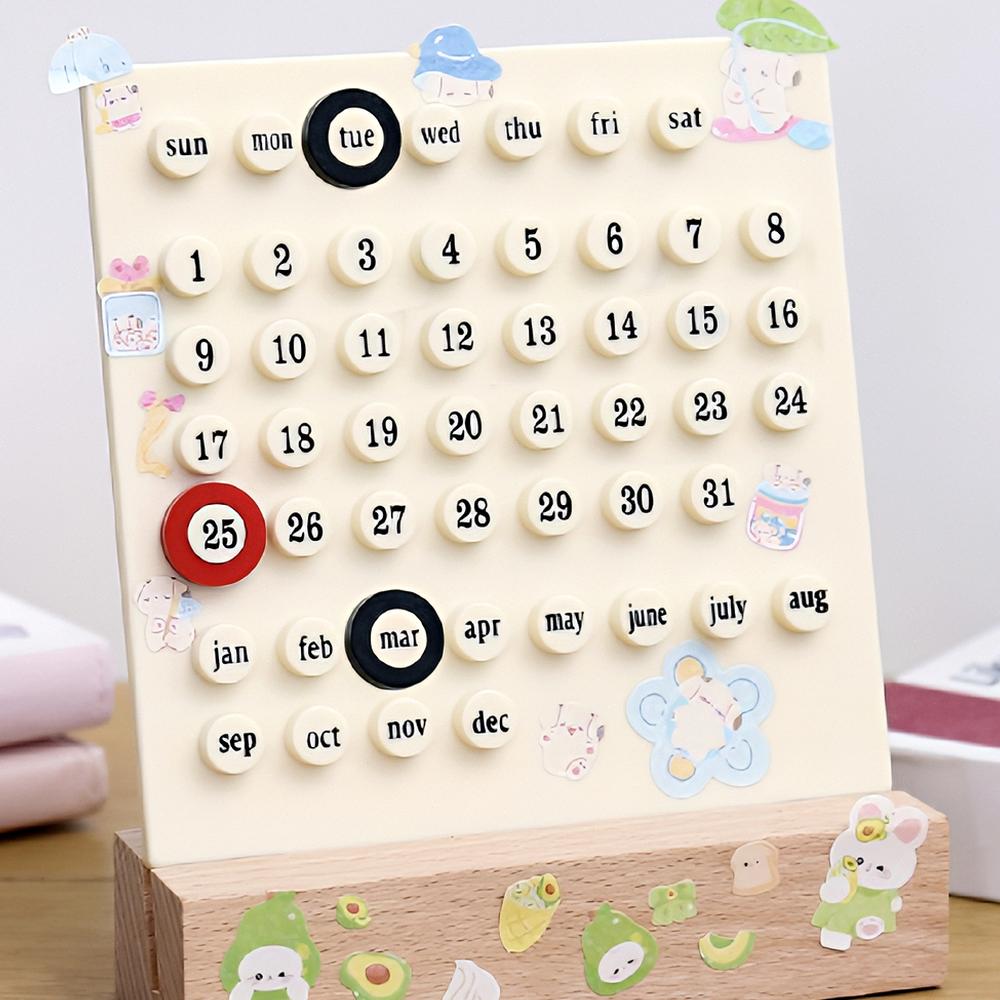 sun mon tue wed thu fri sat
1 2 3 4 5 6 7 8
9 10 11 12 13 14 15 16
17 18 19 20 21 22 23 24
25 26 27 28 29 30 31
jan feb mar apr may june july aug
sep oct nov dec